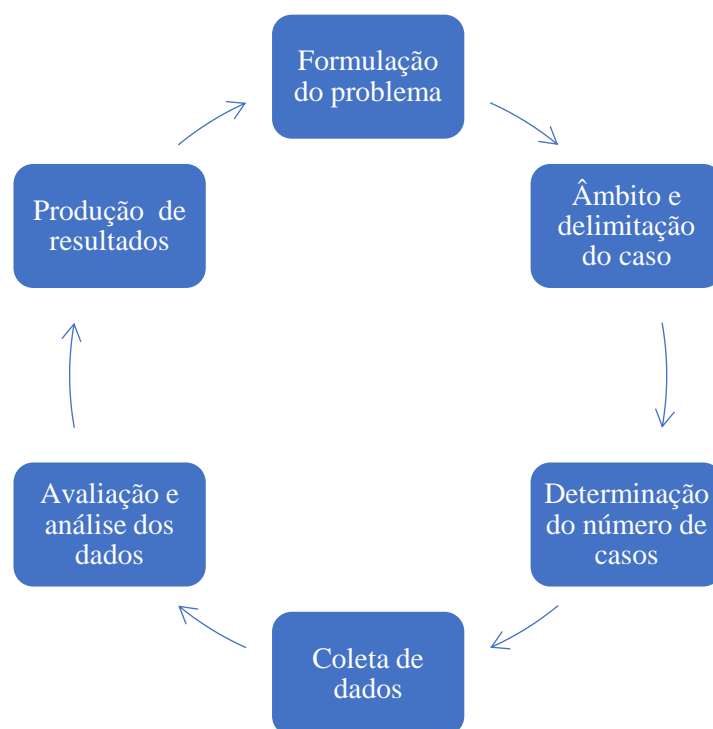 Formulação
do problema
Âmbito e
delimitação
do caso
Determinação
do número de
casos
Coleta de
dados
Avaliação e
análise dos
dados
Produção  de
resultados